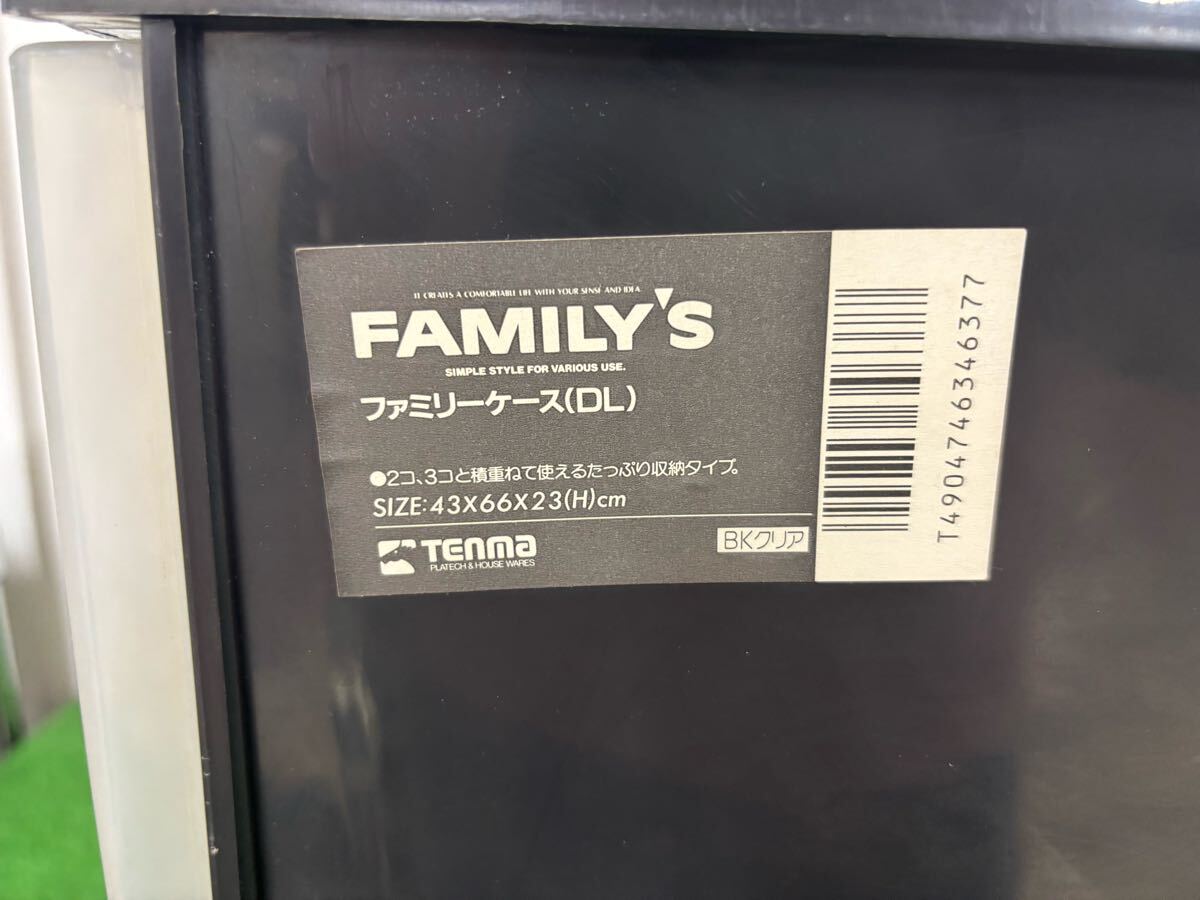 IT CREATES A COMFORTABLE LIFE WITH YOUR SENSE AND IDEA.
FAMILY'S
SIMPLE STYLE FOR VARIOUS USE.
ファミリーケース(DL)
●2コ、3コと積重ねて使えるたっぷり収納タイプ。
SIZE:43X66X23(H)cm
TENMA
PLATECH & HOUSE WARES
BKクリア
T4904746346377